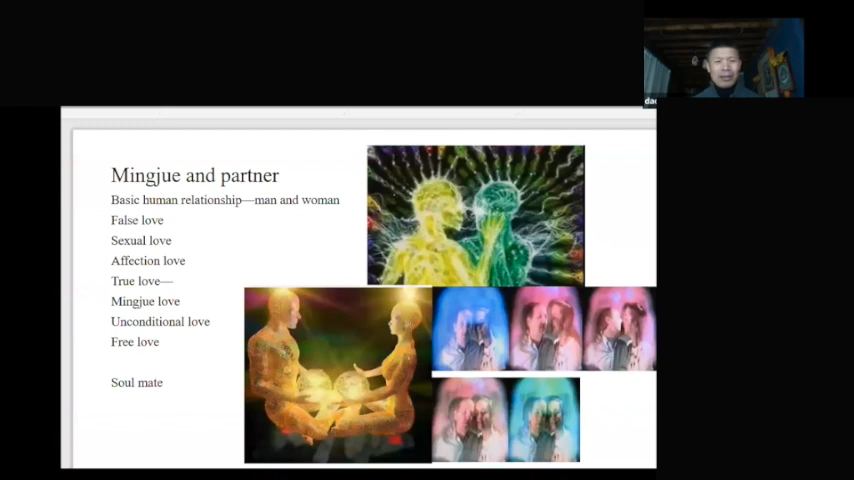 Mingjue and partner
Basic human relationship—man and woman
False love
Sexual love
Affection love
True love—
Mingjue love
Unconditional love
Free love
Soul mate